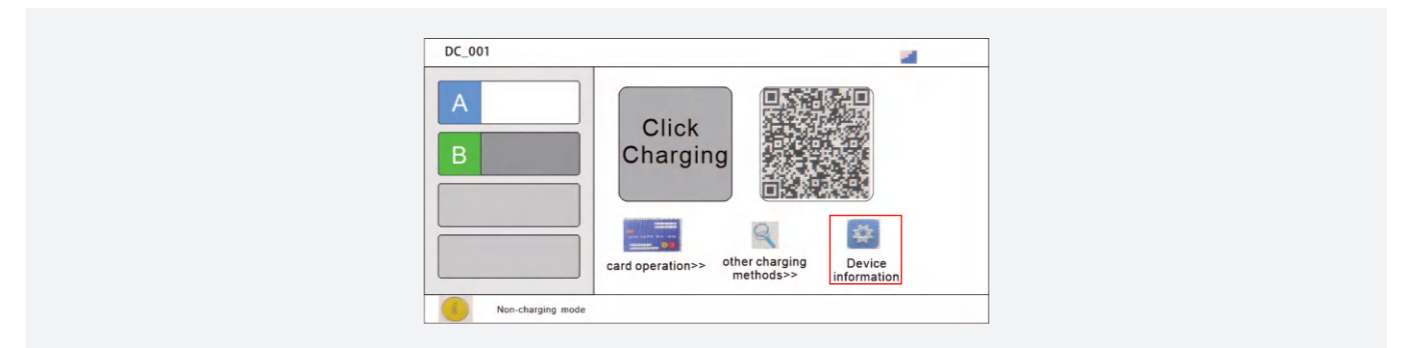 DC_001
A
B
Click
Charging
card operation>>
other charging
methods>>
Device
information
Non-charging mode